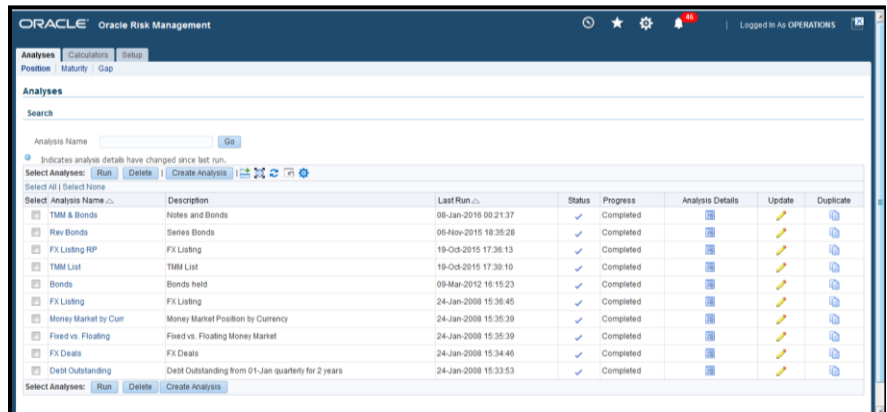 ORACLE® Oracle Risk Management 46 Logged In As OPERATIONS
Analyses Calculators Setup
Position | Maturity | Gap
Analyses
Search
Analysis Name Go
Indicates analysis details have changed since last run.
Select Analyses: Run Delete | Create Analysis |
Select All | Select None
Select Analysis Name Description Last Run Status Progress Analysis Details Update Duplicate
TMM & Bonds Notes and Bonds 08-Jan-2016 00:21:37 Completed
Rev Bonds Series Bonds 06-Nov-2015 18:35:28 Completed
FX Listing RP FX Listing 19-Oct-2015 17:36:13 Completed
TMM List TMM List 19-Oct-2015 17:30:10 Completed
Bonds Bonds held 09-Mar-2012 16:15:23 Completed
FX Listing FX Listing 24-Jan-2008 15:36:45 Completed
Money Market by Curr Money Market Position by Currency 24-Jan-2008 15:35:39 Completed
Fixed vs. Floating Fixed vs. Floating Money Market 24-Jan-2008 15:35:39 Completed
FX Deals FX Deals 24-Jan-2008 15:34:46 Completed
Debt Outstanding Debt Outstanding from 01-Jan quarterly for 2 years 24-Jan-2008 15:33:53 Completed
Select Analyses: Run Delete | Create Analysis